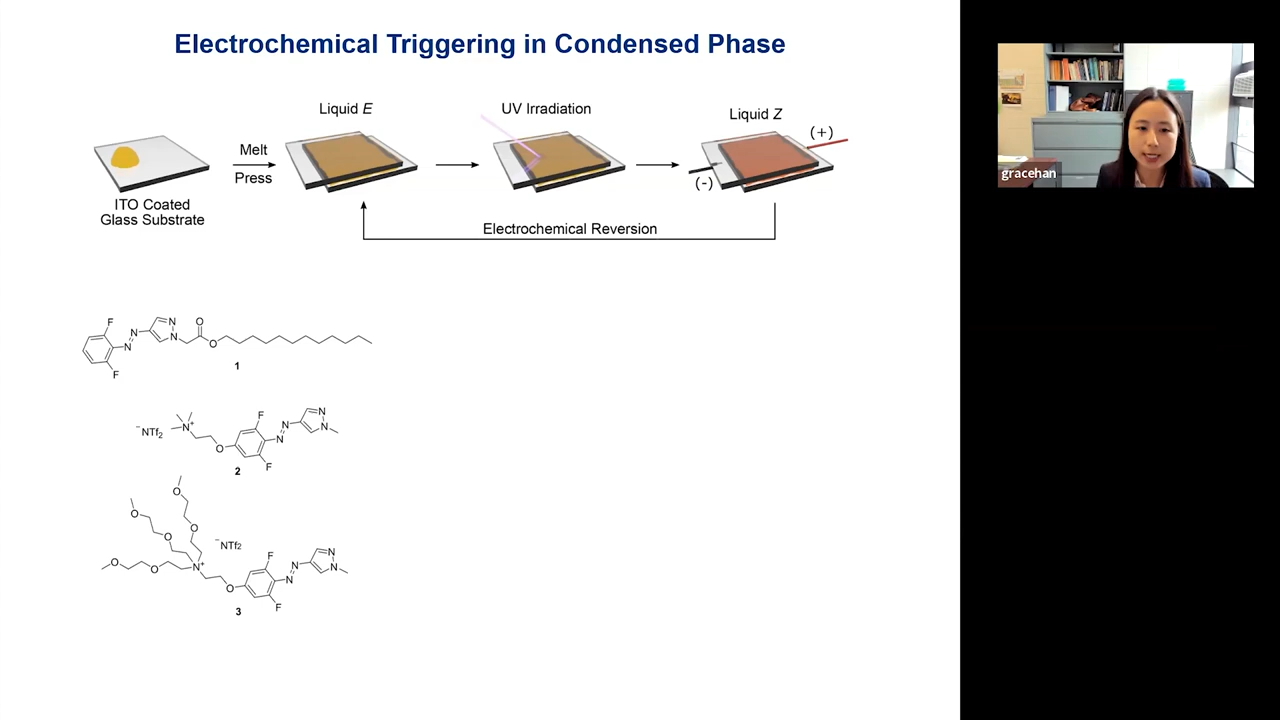 Electrochemical Triggering in Condensed Phase
Liquid E
UV Irradiation
Liquid Z
(+)
Melt
Press
(-)
ITO Coated
Glass Substrate
Electrochemical Reversion
gracehan
F
N
N
N
N
O
O
F
1
N+
-NTf2
O
F
F
N
N
N
N
2
O
O
O
O
O
O
N+
-NTf2
O
F
F
N
N
N
N
3